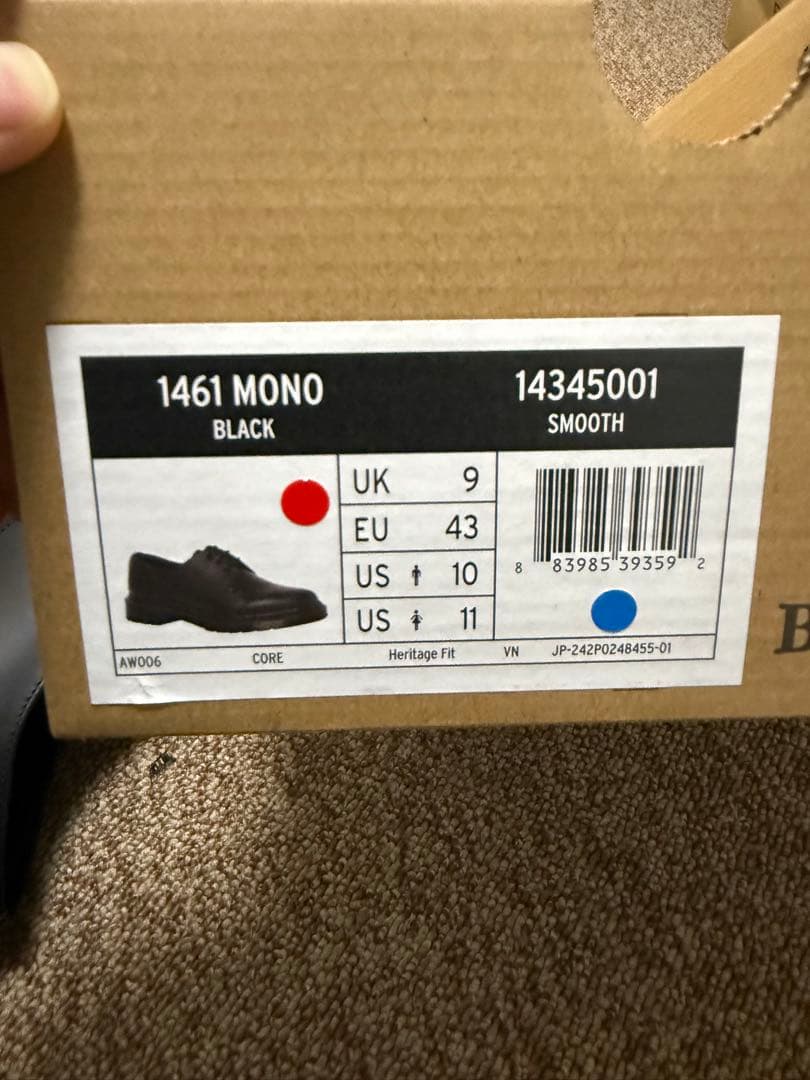 1461 MONO
BLACK
14345001
SMOOTH
UK 9
EU 43
US 10
US 11
8 83985 39359 2
AW006 CORE Heritage Fit VN JP-242P0248455-01
B